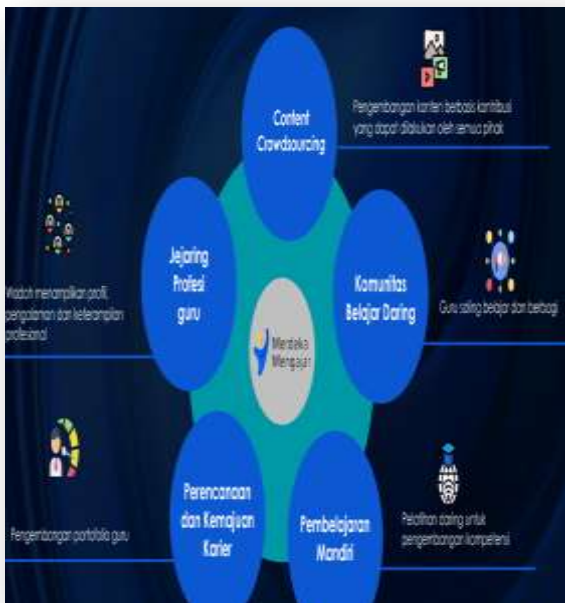 Content
Crowdsourcing
Pengembangan konten berbasis kontribusi
yang dapat dilakukan oleh semua pihak
Jejaring
Profesi
guru
Wadah menampilkan profil,
pengalaman dan keterampilan
profesional
Komunitas
Belajar Daring
Guru saling belajar dan berbagi
Merdeka
Mengajar
Perencanaan
dan Kemajuan
Karier
Pengembangan portofolio guru
Pembelajaran
Mandiri
Pelatihan daring untuk
pengembangan kompetensi